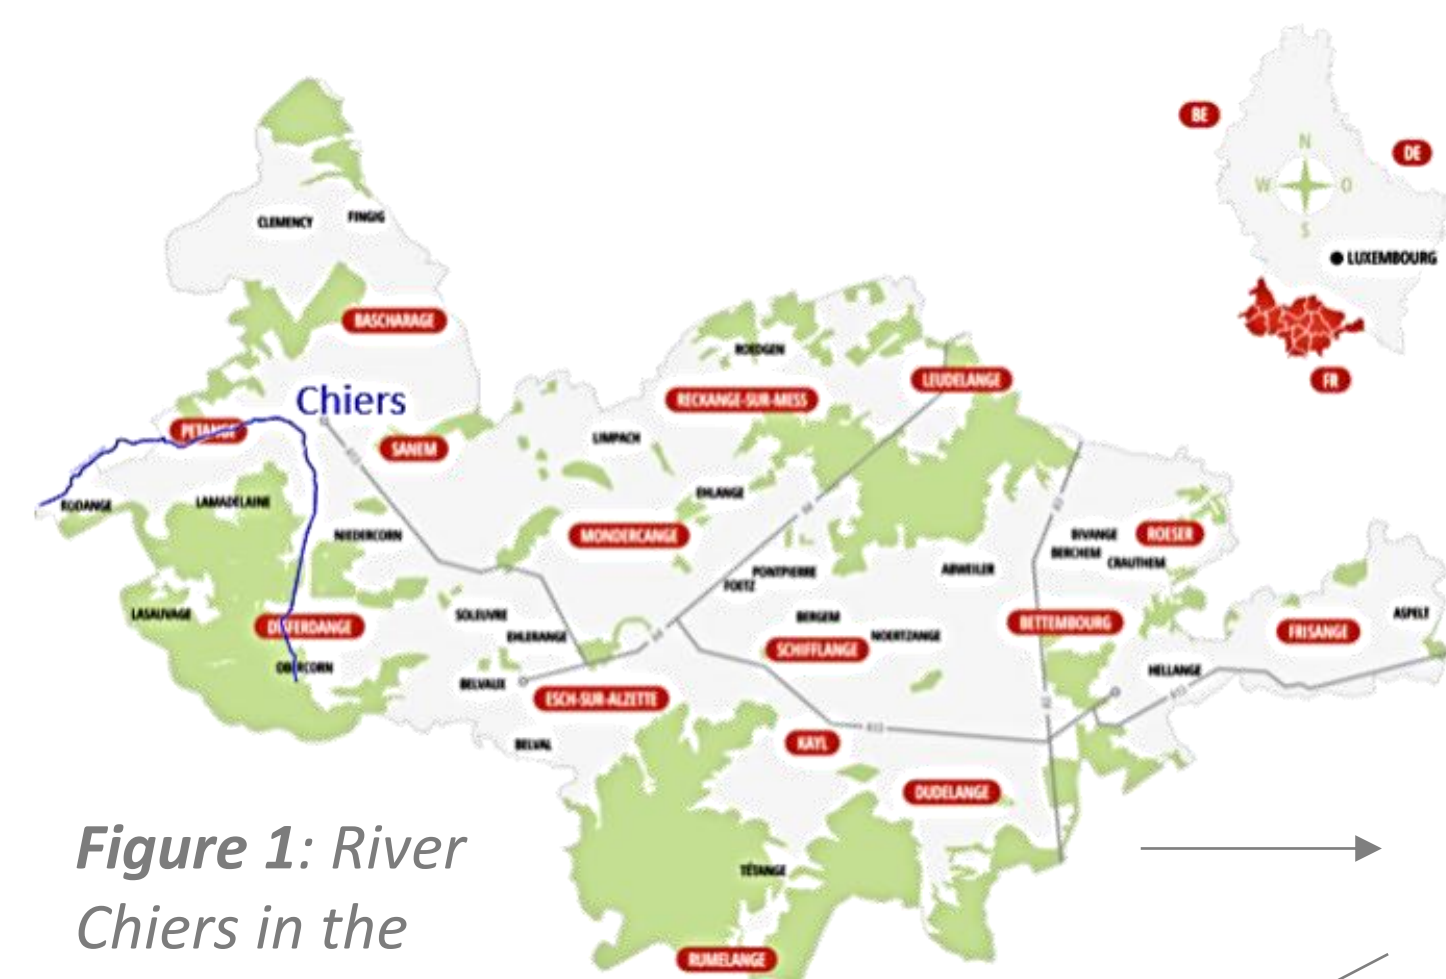 BE
N
DE
W
O
S
CLEMENCY
FINGIG
LUXEMBOURG
BASCHARAGE
ROEDGEN
FR
LEUDELANGE
Chiers
RECKANGE-SUR-MESS
PETANGE
SANEM
LIMPACH
EHLANGE
RODANGE
LAMADELAINE
NIEDERCORN
MONDERCANGE
BIVANGE
ROESER
BERCHEM
CRAUTHEM
PONTPIERRE
ABWEILER
FOETZ
LASAUVAGE
SOLEUVRE
BERGEM
ASPELT
DIFFERDANGE
EHLERANGE
NOERTZANGE
BETTEMBOURG
FRISANGE
SCHIFFLANGE
OBERCORN
HELLANGE
BELVAUX
ESCH-SUR-ALZETTE
A13
BELVAL
KAYL
DUDELANGE
Figure 1: River
Chiers in the
TÉTANGE
RUMELANGE